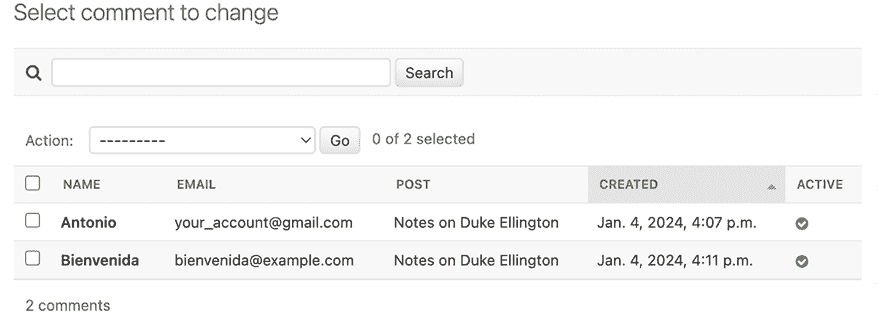 Select comment to change
Search
Action: --------- Go 0 of 2 selected
NAME EMAIL POST CREATED ACTIVE
Antonio your_account@gmail.com Notes on Duke Ellington Jan. 4, 2024, 4:07 p.m.
Bienvenida bienvenida@example.com Notes on Duke Ellington Jan. 4, 2024, 4:11 p.m.
2 comments